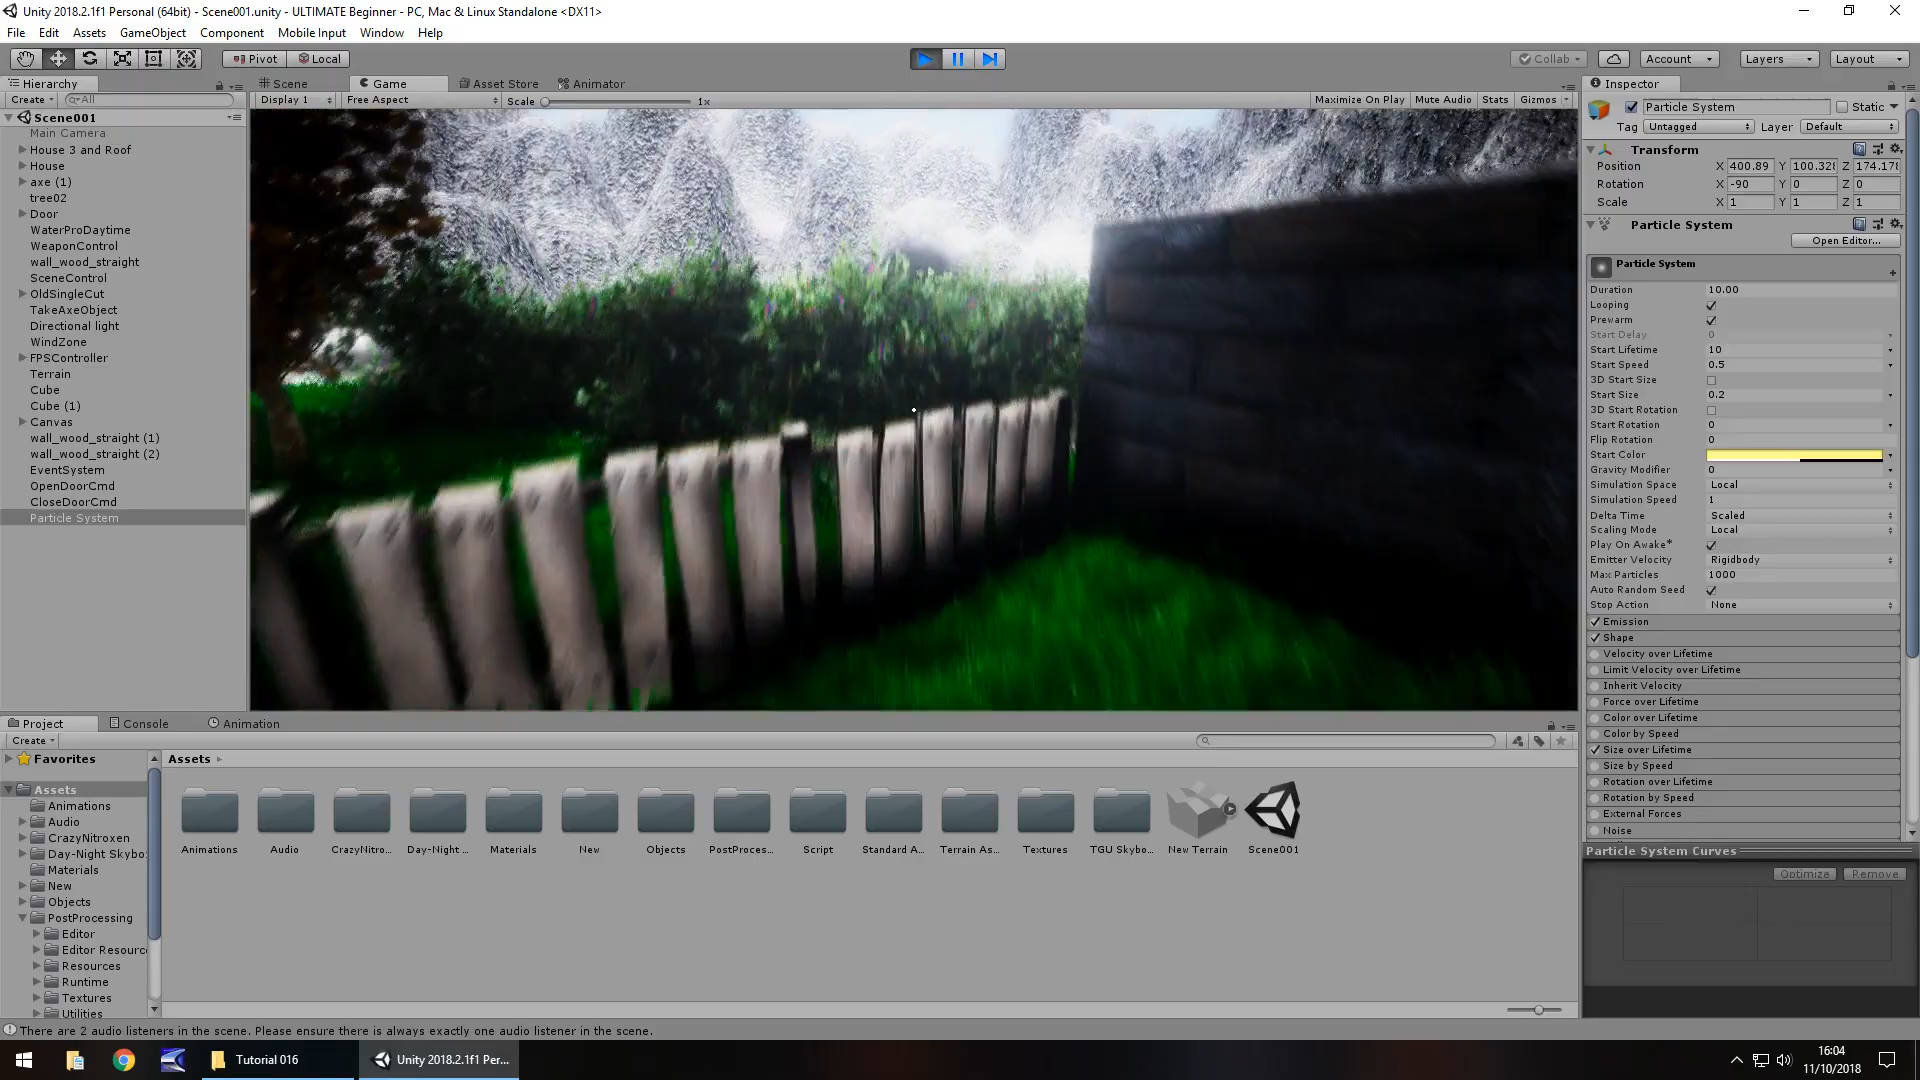 Unity 2018.2.1f1 Personal (64bit) - Scene001.unity - ULTIMATE Beginner - PC, Mac & Linux Standalone <DX11>
File Edit Assets GameObject Component Mobile Input Window Help
Pivot Local Collab Account Layers Layout
Hierarchy
Create All
Scene001
Main Camera
House 3 and Roof
House
axe (1)
tree02
Door
WaterProDaytime
WeaponControl
wall_wood_straight
SceneControl
OldSingleCut
TakeAxeObject
Directional light
WindZone
FPSController
Terrain
Cube
Cube (1)
Canvas
wall_wood_straight (1)
wall_wood_straight (2)
EventSystem
OpenDoorCmd
CloseDoorCmd
Particle System
Scene Game Asset Store Animator
Display 1 Free Aspect Scale 1x Maximize On Play Mute Audio Stats Gizmos
Inspector
Particle System Static
Tag Untagged Layer Default
Transform
Position X 400.89 Y 100.328 Z 174.178
Rotation X -90 Y 0 Z 0
Scale X 1 Y 1 Z 1
Particle System
Open Editor...
Particle System
Duration 10.00
Looping
Prewarm
Start Delay 0
Start Lifetime 10
Start Speed 0.5
3D Start Size
Start Size 0.2
3D Start Rotation
Start Rotation 0
Flip Rotation 0
Start Color
Gravity Modifier 0
Simulation Space Local
Simulation Speed 1
Delta Time Scaled
Scaling Mode Local
Play On Awake*
Emitter Velocity Rigidbody
Max Particles 1000
Auto Random Seed
Stop Action None
Emission
Shape
Velocity over Lifetime
Limit Velocity over Lifetime
Inherit Velocity
Force over Lifetime
Color over Lifetime
Color by Speed
Size over Lifetime
Size by Speed
Rotation over Lifetime
Rotation by Speed
External Forces
Noise
Particle System Curves
Optimize Remove
Project Console Animation
Create
Favorites
Assets
Animations
Audio
CrazyNitroxen
Day-Night Skybo
Materials
New
Objects
PostProcessing
Editor
Editor Resourc
Resources
Runtime
Textures
Utilities
Assets
Animations Audio CrazyNitro... Day-Night ... Materials New Objects PostProces... Script Standard A... Terrain As... Textures TGU Skybo... New Terrain Scene001
There are 2 audio listeners in the scene. Please ensure there is always exactly one audio listener in the scene.
Tutorial 016
Unity 2018.2.1f1 Per...
16:04
11/10/2018